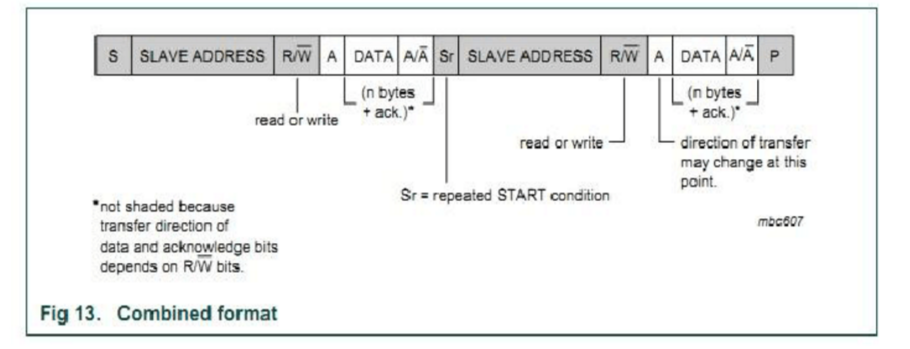 S SLAVE ADDRESS R/W̅ A DATA A/A̅ Sr SLAVE ADDRESS R/W̅ A DATA A/A̅ P
(n bytes
+ ack.)*
read or write
(n bytes
+ ack.)*
read or write
direction of transfer
may change at this
point.
Sr = repeated START condition
*not shaded because
transfer direction of
data and acknowledge bits
depends on R/W̅ bits.
mbc607
Fig 13. Combined format